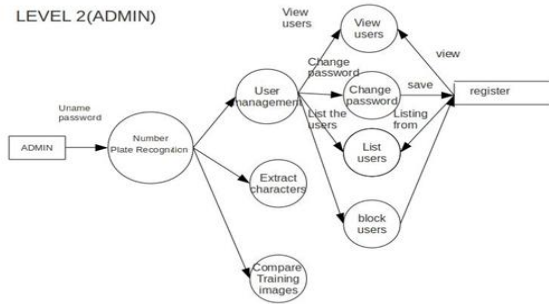 LEVEL 2(ADMIN)
View
users
View
users
view
Change
password
Change
password
save
register
User
management
Uname
password
List the
users
Listing
from
ADMIN
Number
Plate Recognition
List
users
Extract
characters
block
users
Compare
Training
images